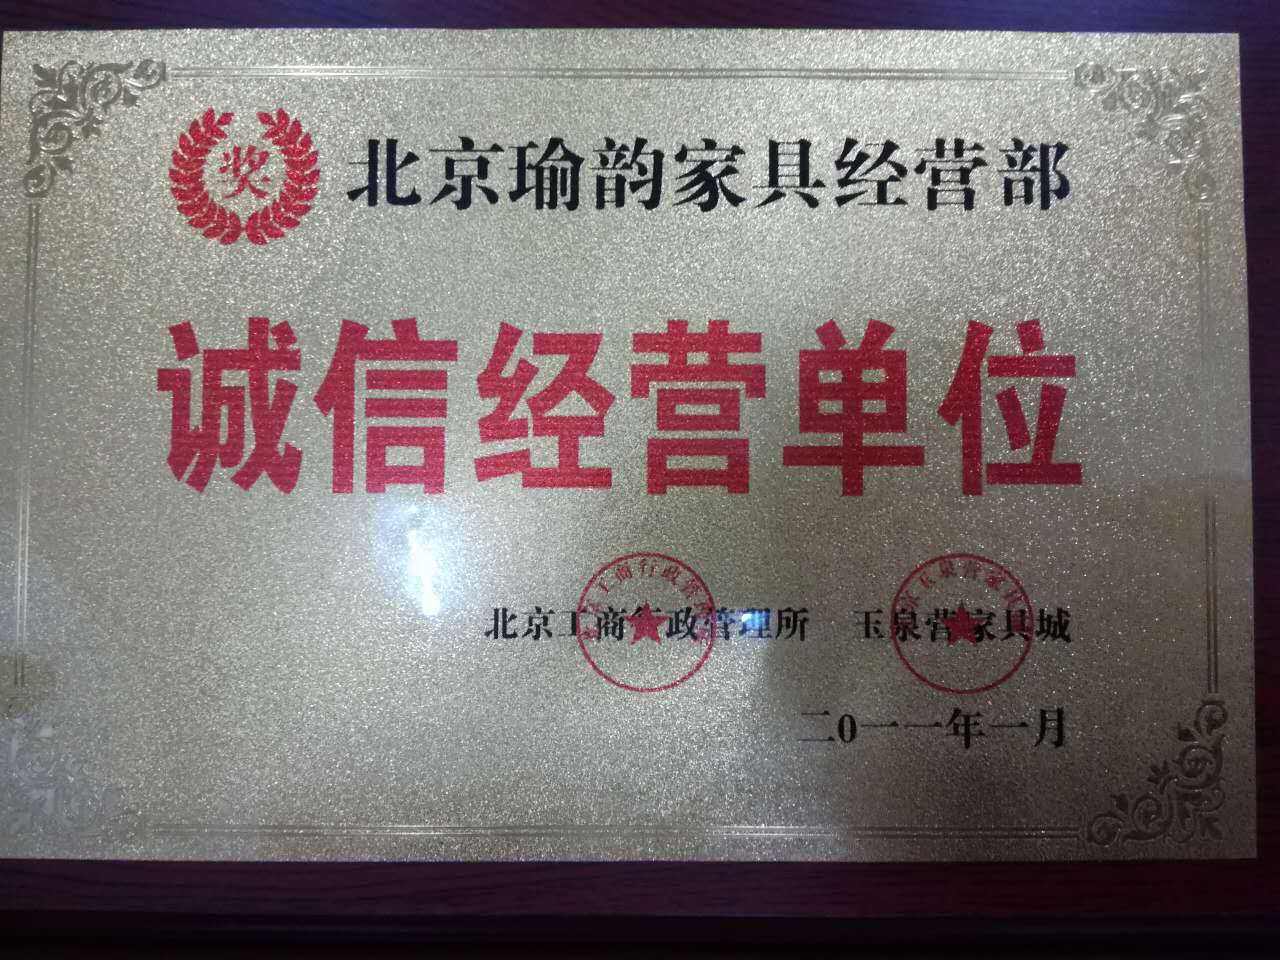 奖
北京瑜韵家具经营部
诚信经营单位
北京工商行政管理所 玉泉营家具城
二0一一年一月